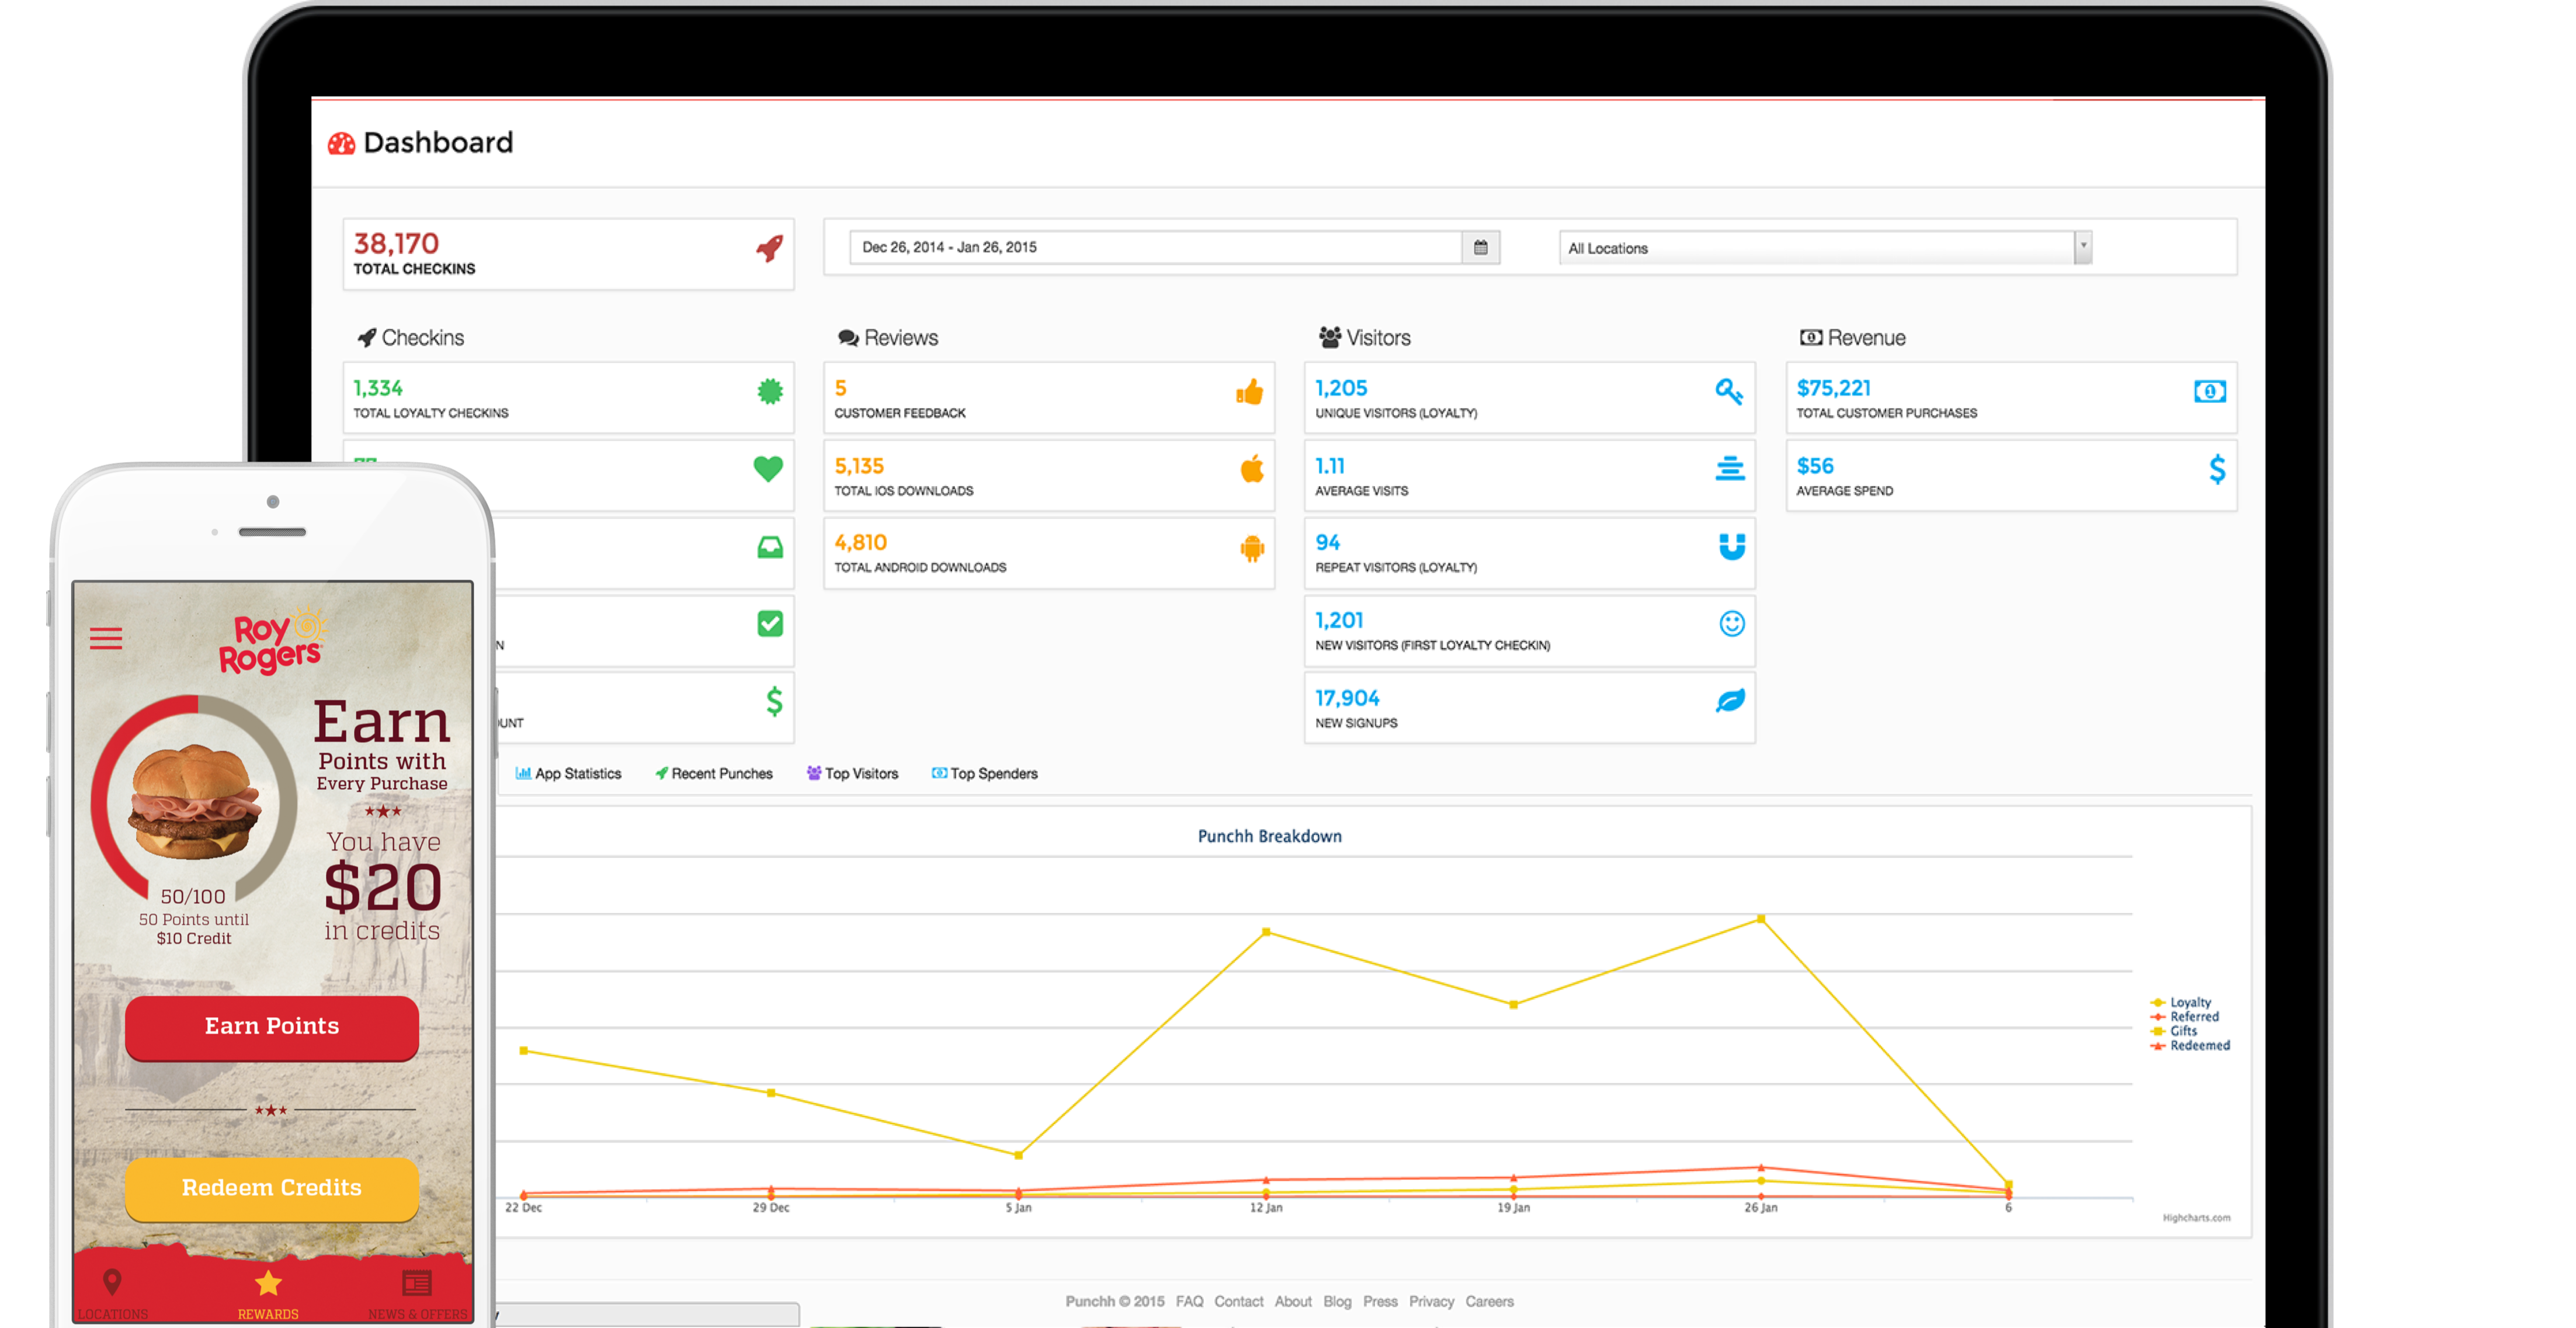 Dashboard
38,170
TOTAL CHECKINS
Dec 26, 2014 - Jan 26, 2015
All Locations
Checkins
1,334
TOTAL LOYALTY CHECKINS
Reviews
5
CUSTOMER FEEDBACK
5,135
TOTAL IOS DOWNLOADS
4,810
TOTAL ANDROID DOWNLOADS
Visitors
1,205
UNIQUE VISITORS (LOYALTY)
1.11
AVERAGE VISITS
94
REPEAT VISITORS (LOYALTY)
1,201
NEW VISITORS (FIRST LOYALTY CHECKIN)
17,904
NEW SIGNUPS
Revenue
$75,221
TOTAL CUSTOMER PURCHASES
$56
AVERAGE SPEND
App Statistics Recent Punches Top Visitors Top Spenders
Punchh Breakdown
Loyalty
Referred
Gifts
Redeemed
22 Dec 29 Dec 5 Jan 12 Jan 19 Jan 26 Jan 6
Highcharts.com
Punchh © 2015 FAQ Contact About Blog Press Privacy Careers
Roy
Rogers
Earn
Points with
Every Purchase
You have
$20
in credits
50/100
50 Points until
$10 Credit
Earn Points
Redeem Credits
LOCATIONS REWARDS NEWS & OFFERS